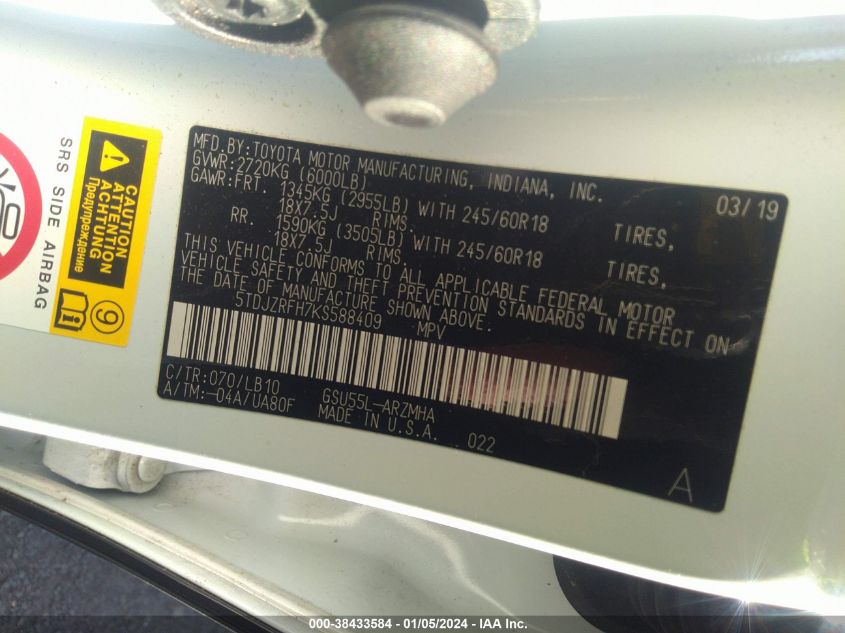 MFD.BY:TOYOTA MOTOR MANUFACTURING, INDIANA, INC. 03/19
GVWR:2720KG (6000LB)
GAWR:FRT. 1345KG (2955LB) WITH 245/60R18 TIRES,
18X7.5J RIMS.
RR. 1590KG (3505LB) WITH 245/60R18 TIRES,
18X7.5J RIMS.
THIS VEHICLE CONFORMS TO ALL APPLICABLE FEDERAL MOTOR
VEHICLE SAFETY AND THEFT PREVENTION STANDARDS IN EFFECT ON
THE DATE OF MANUFACTURE SHOWN ABOVE.
5TDJZRFH7KS588409 MPV
C/TR:070/LB10 GSU55L-ARZMHA
A/TM:-04A/UA80F MADE IN U.S.A. 022
A
SRS SIDE AIRBAG
CAUTION
ATTENTION
ACHTUNG
Предупреждение
9
000-38433584 - 01/05/2024 - IAA Inc.